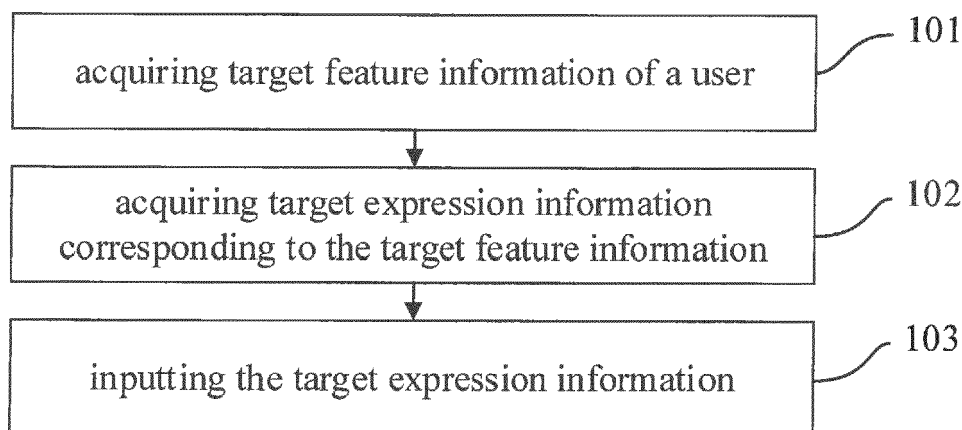 acquiring target feature information of a user
101
acquiring target expression information
corresponding to the target feature information
102
inputting the target expression information
103